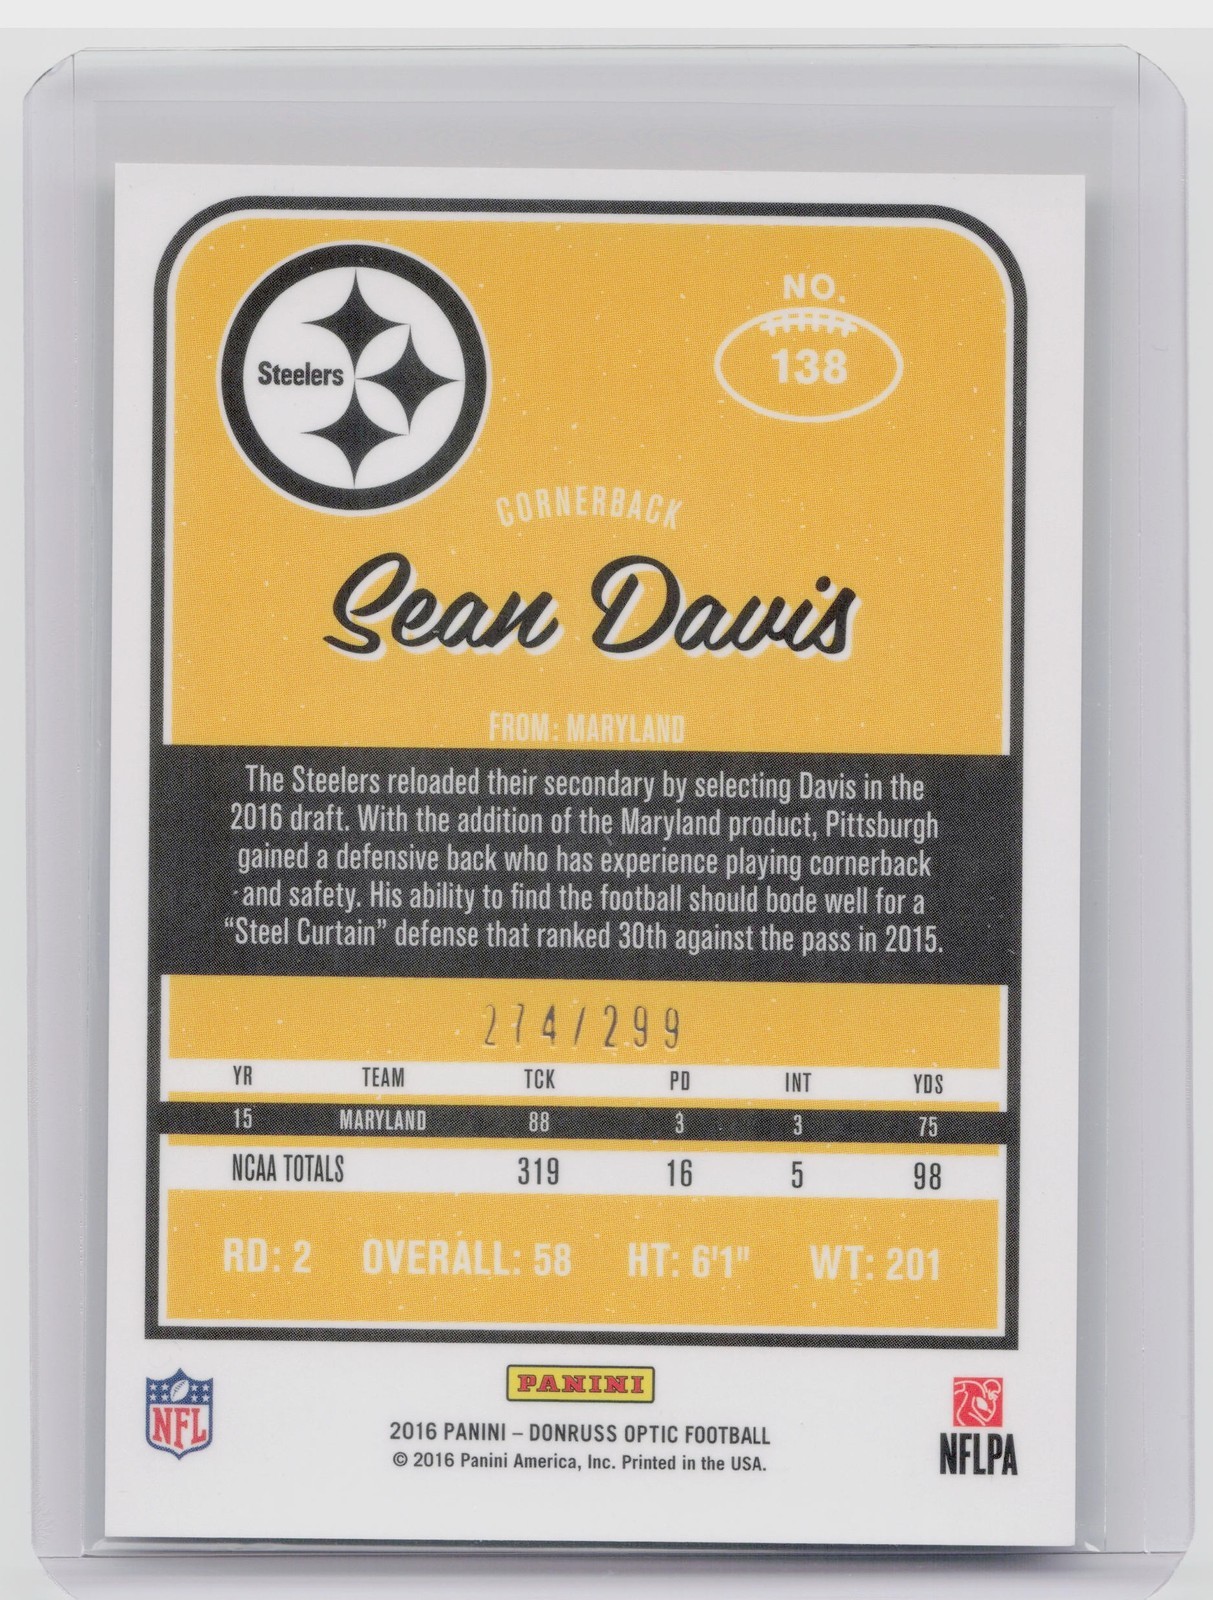 Steelers
NO.
138
CORNERBACK
Sean Davis
FROM: MARYLAND
The Steelers reloaded their secondary by selecting Davis in the
2016 draft. With the addition of the Maryland product, Pittsburgh
gained a defensive back who has experience playing cornerback
and safety. His ability to find the football should bode well for a
“Steel Curtain” defense that ranked 30th against the pass in 2015.
274/299
YR TEAM TCK PD INT YDS
15 MARYLAND 88 3 3 75
NCAA TOTALS 319 16 5 98
RD: 2 OVERALL: 58 HT: 6'1" WT: 201
NFL
PANINI
2016 PANINI – DONRUSS OPTIC FOOTBALL
© 2016 Panini America, Inc. Printed in the USA.
NFLPA